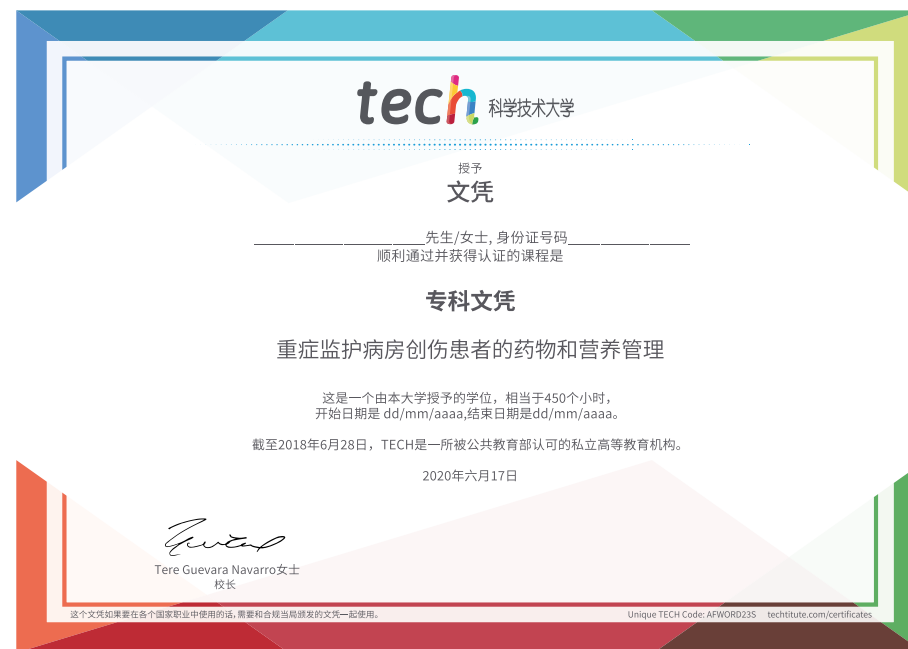 tech 科学技术大学
授予
文凭
先生/女士, 身份证号码
顺利通过并获得认证的课程是
专科文凭
重症监护病房创伤患者的药物和营养管理
这是一个由本大学授予的学位，相当于450个小时，
开始日期是 dd/mm/aaaa,结束日期是dd/mm/aaaa。
截至2018年6月28日，TECH是一所被公共教育部认可的私立高等教育机构。
2020年六月17日
Tere Guevara Navarro女士
校长
这个文凭如果要在各个国家职业中使用的话,需要和合规当局颁发的文凭一起使用。
Unique TECH Code: AFWORD23S techtitute.com/certificates